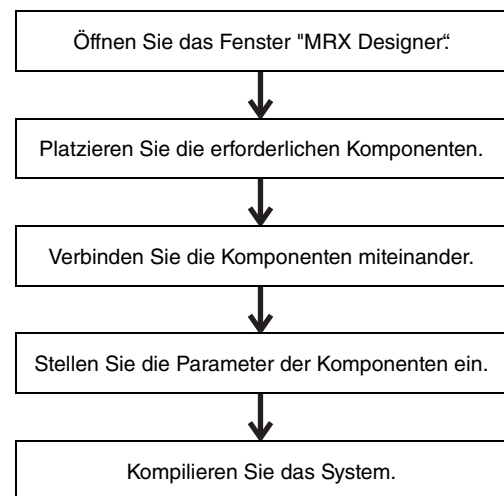 Öffnen Sie das Fenster "MRX Designer“.
Platzieren Sie die erforderlichen Komponenten.
Verbinden Sie die Komponenten miteinander.
Stellen Sie die Parameter der Komponenten ein.
Kompilieren Sie das System.